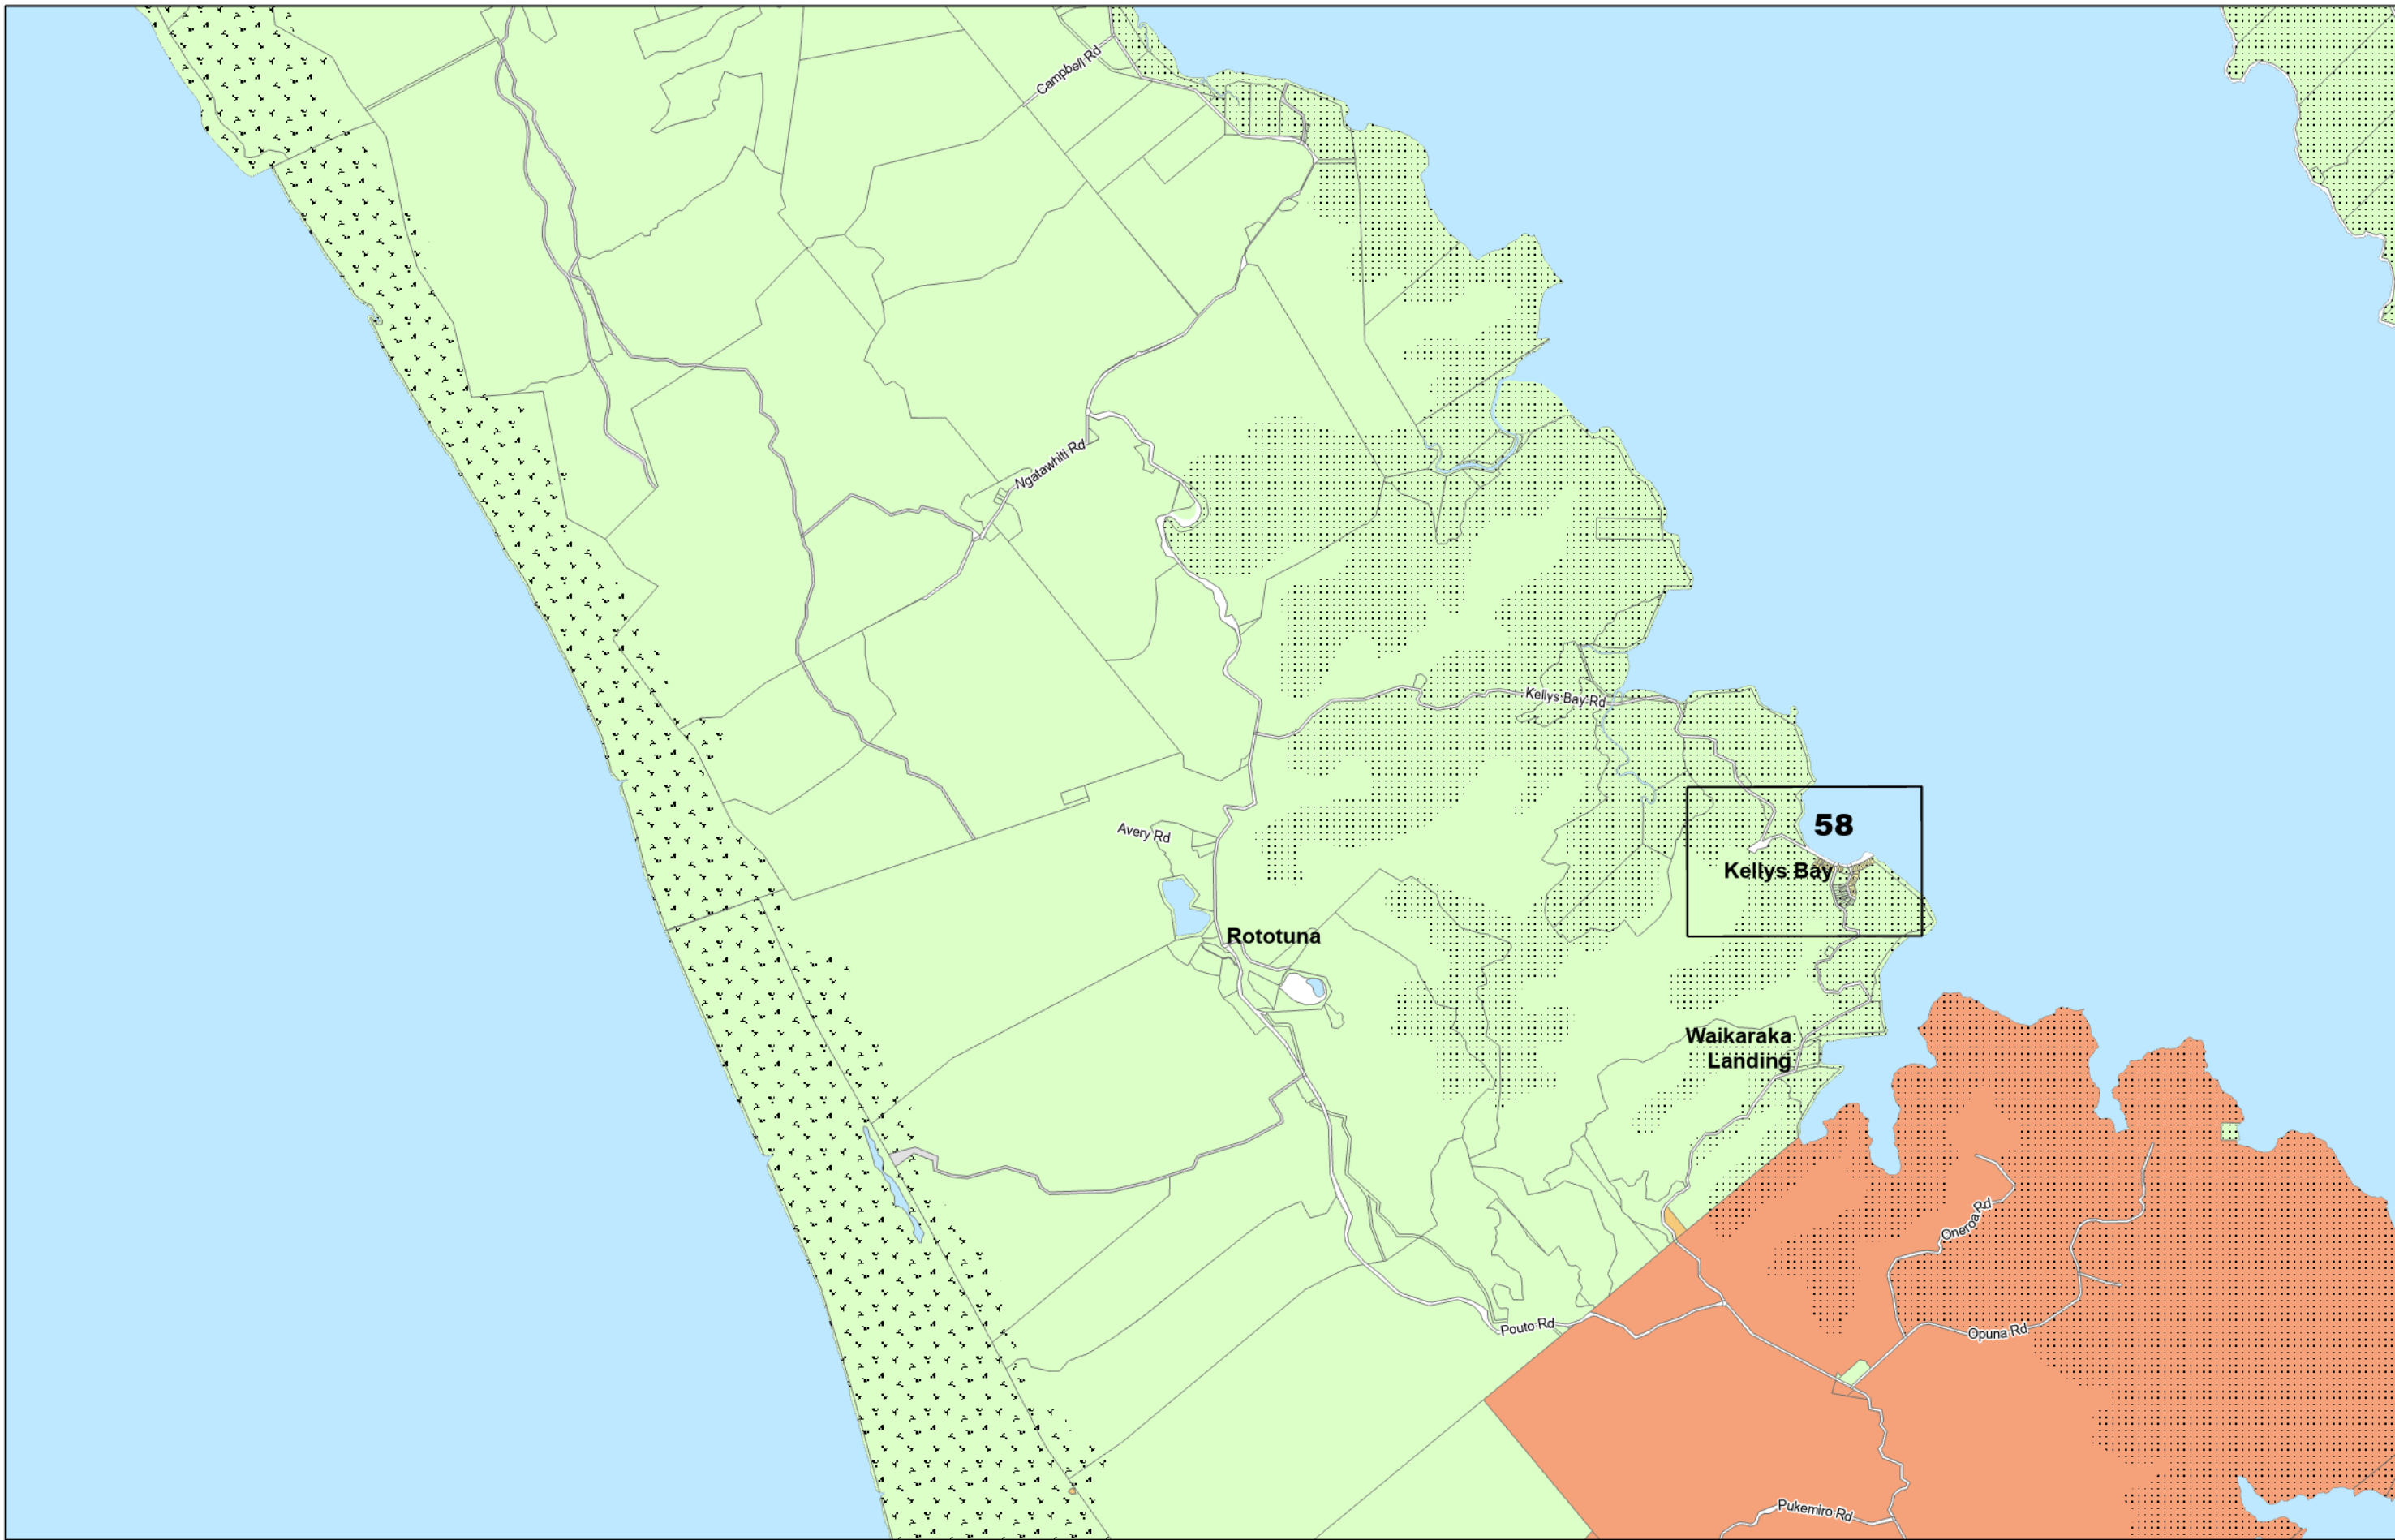 Campbell Rd
Ngatawhiti Rd
Kellys Bay Rd
58
Avery Rd
Kellys Bay
Rototuna
Waikaraka
Landing
Oneroa Rd
Pouto Rd
Opuna Rd
Pukemiro Rd